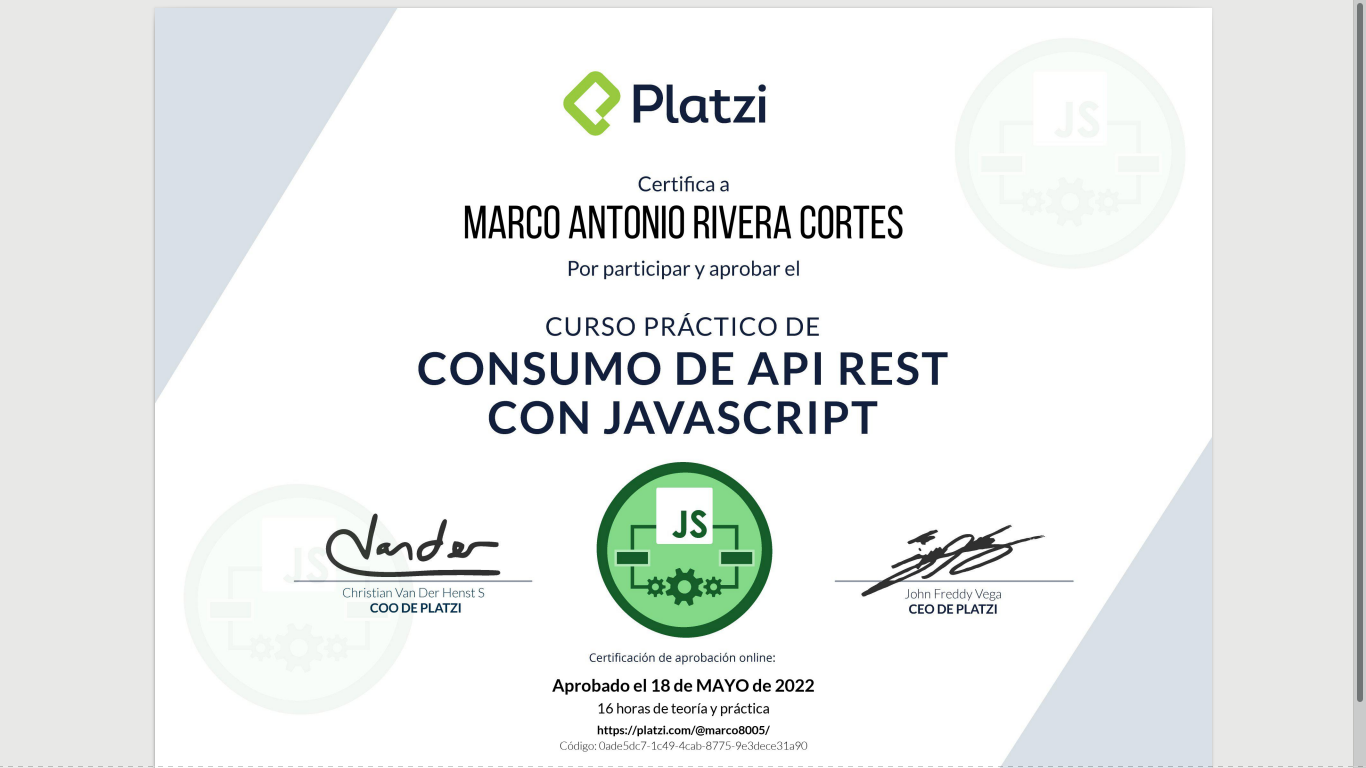 Platzi
Certifica a
MARCO ANTONIO RIVERA CORTES
Por participar y aprobar el
CURSO PRÁCTICO DE
CONSUMO DE API REST
CON JAVASCRIPT
JS
JS
JS
Vander
Christian Van Der Henst S
COO DE PLATZI
John Freddy Vega
CEO DE PLATZI
Certificación de aprobación online:
Aprobado el 18 de MAYO de 2022
16 horas de teoría y práctica
https://platzi.com/@marco8005/
Código: 0ade5dc7-1c49-4cab-8775-9e3dece31a90